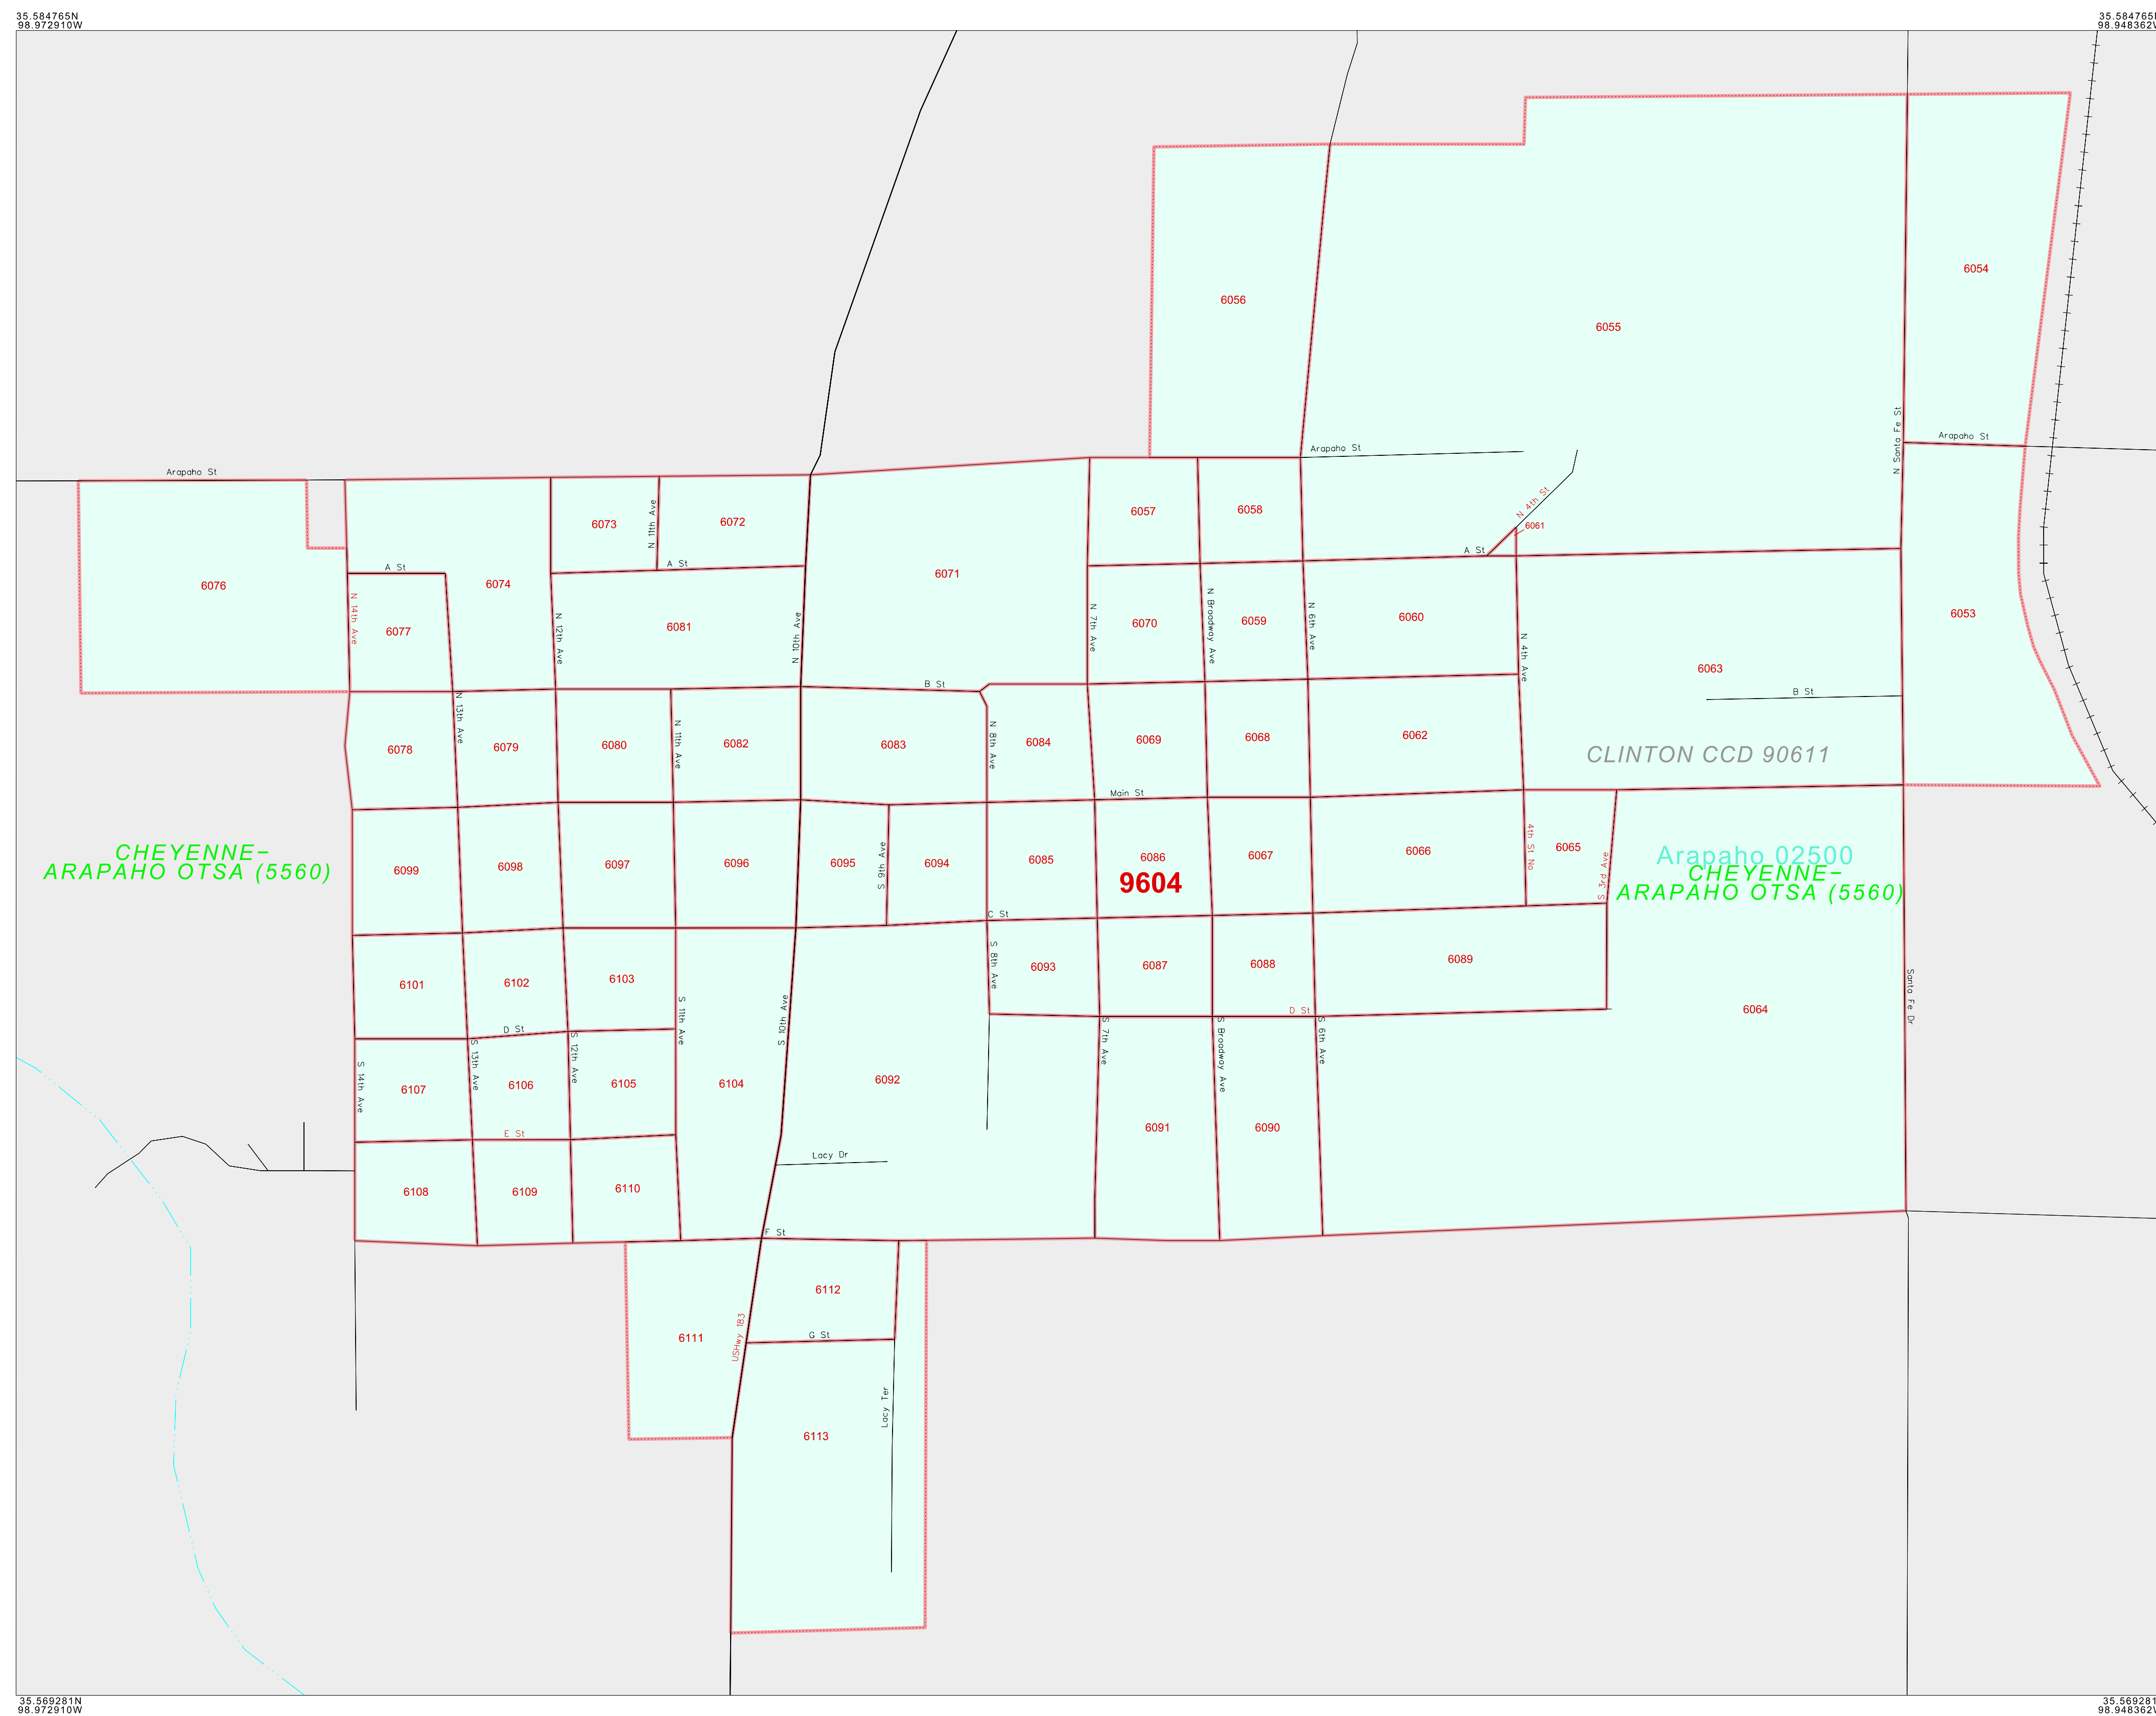 35.584765N
98.972910W
35.584765
98.948362
6054
6056
6055
N Santa Fe St
Arapaho St
Arapaho St
Arapaho St
N 4th St
6057
6058
6061
6073
N 11th Ave
6072
A St
A St
A St
6071
6076
6074
6077
N 14th Ave
N 12th Ave
6081
N 10th Ave
N 7th Ave
6070
N Broadway Ave
6059
N 6th Ave
6060
N 4th Ave
6053
6063
B St
B St
N 13th Ave
6078
6079
6080
N 11th Ave
6082
6083
N 8th Ave
6084
6069
6068
6062
CLINTON CCD 90611
Main St
CHEYENNE-
ARAPAHO OTSA (5560)
6099
6098
6097
6096
6095
S 9th Ave
6094
6085
6086
9604
6067
6066
4th St No
6065
S 3rd Ave
Arapaho 02500
CHEYENNE-
ARAPAHO OTSA (5560)
C St
6101
6102
6103
S 11th Ave
S 10th Ave
S 8th Ave
6093
6087
6088
6089
Santa Fe Dr
6064
D St
D St
S 14th Ave
6107
S 13th Ave
6106
S 12th Ave
6105
6104
6092
S 7th Ave
S Broadway Ave
S 6th Ave
6091
6090
E St
Lacy Dr
6108
6109
6110
F St
6112
6111
USHwy 183
G St
Lacy Ter
6113
35.569281N
98.972910W
35.569281
98.948362